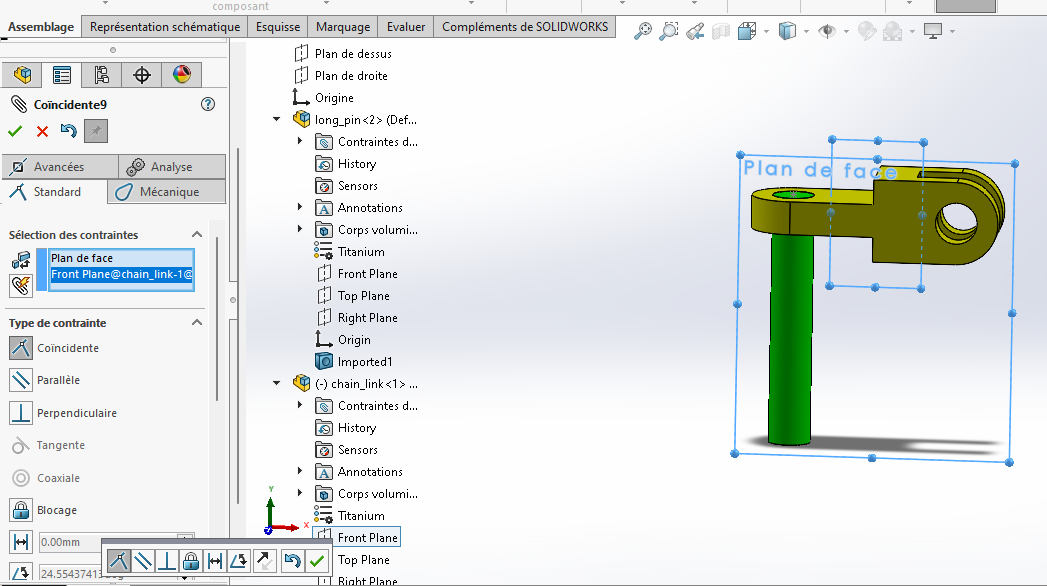 composant
Assemblage
Représentation schématique
Esquisse
Marquage
Evaluer
Compléments de SOLIDWORKS
Coïncidente9
Avancées
Analyse
Standard
Mécanique
Sélection des contraintes
Plan de face
Front Plane@chain_link-1@
Type de contrainte
Coïncidente
Parallèle
Perpendiculaire
Tangente
Coaxiale
Blocage
0.00mm
Plan de dessus
Plan de droite
Origine
long_pin<2> (Def...
Contraintes d...
History
Sensors
Annotations
Corps volumi...
Titanium
Front Plane
Top Plane
Right Plane
Origin
Imported1
(-) chain_link<1> ...
Contraintes d...
History
Sensors
Annotations
Corps volumi...
Titanium
Front Plane
Top Plane
Right Plane
Y
X
Plan de face